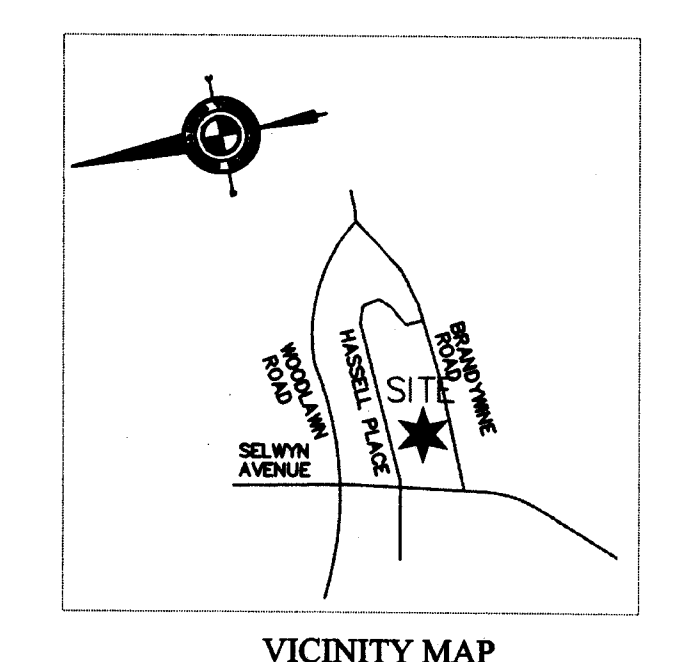 WOODLAWN
ROAD
HASSELL PLACE
BRANDYWINE
ROAD
SITE
SELWYN
AVENUE
VICINITY MAP